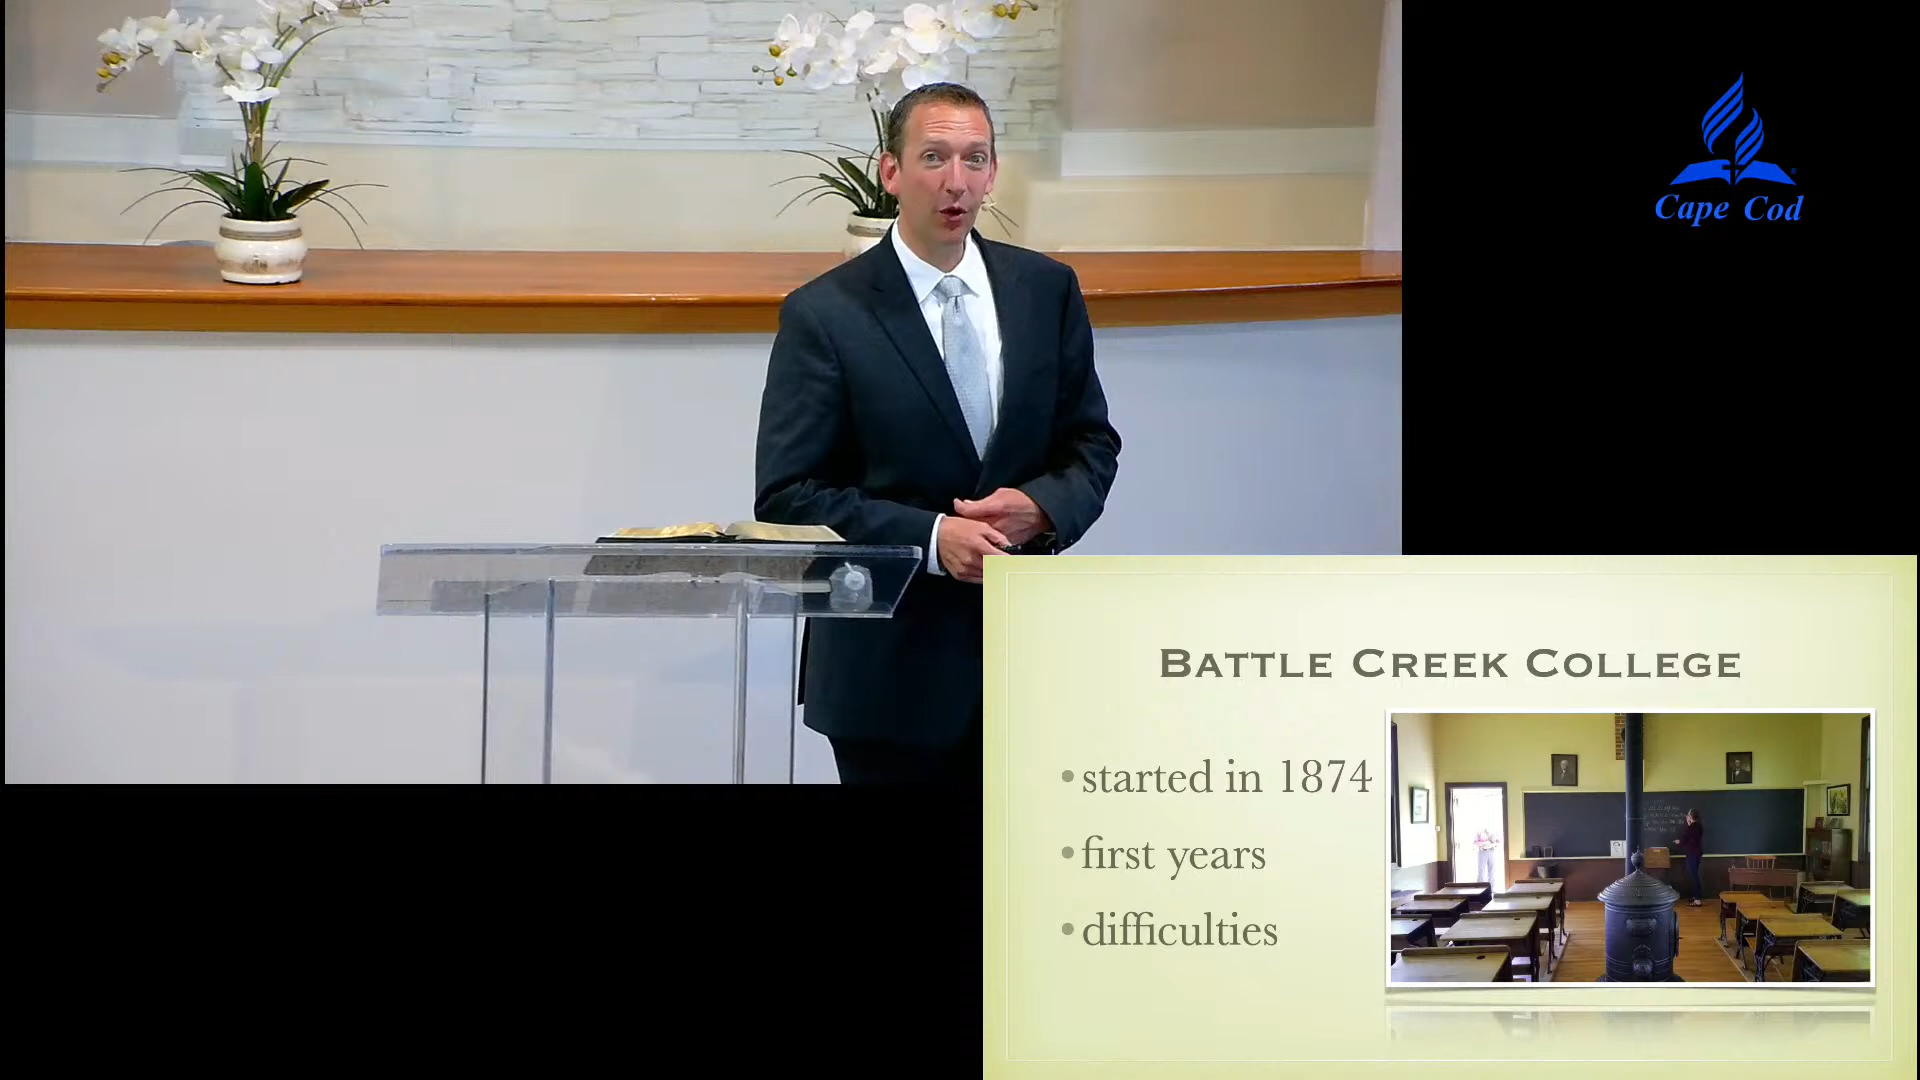 Cape Cod
BATTLE CREEK COLLEGE
•started in 1874
•first years
•difficulties